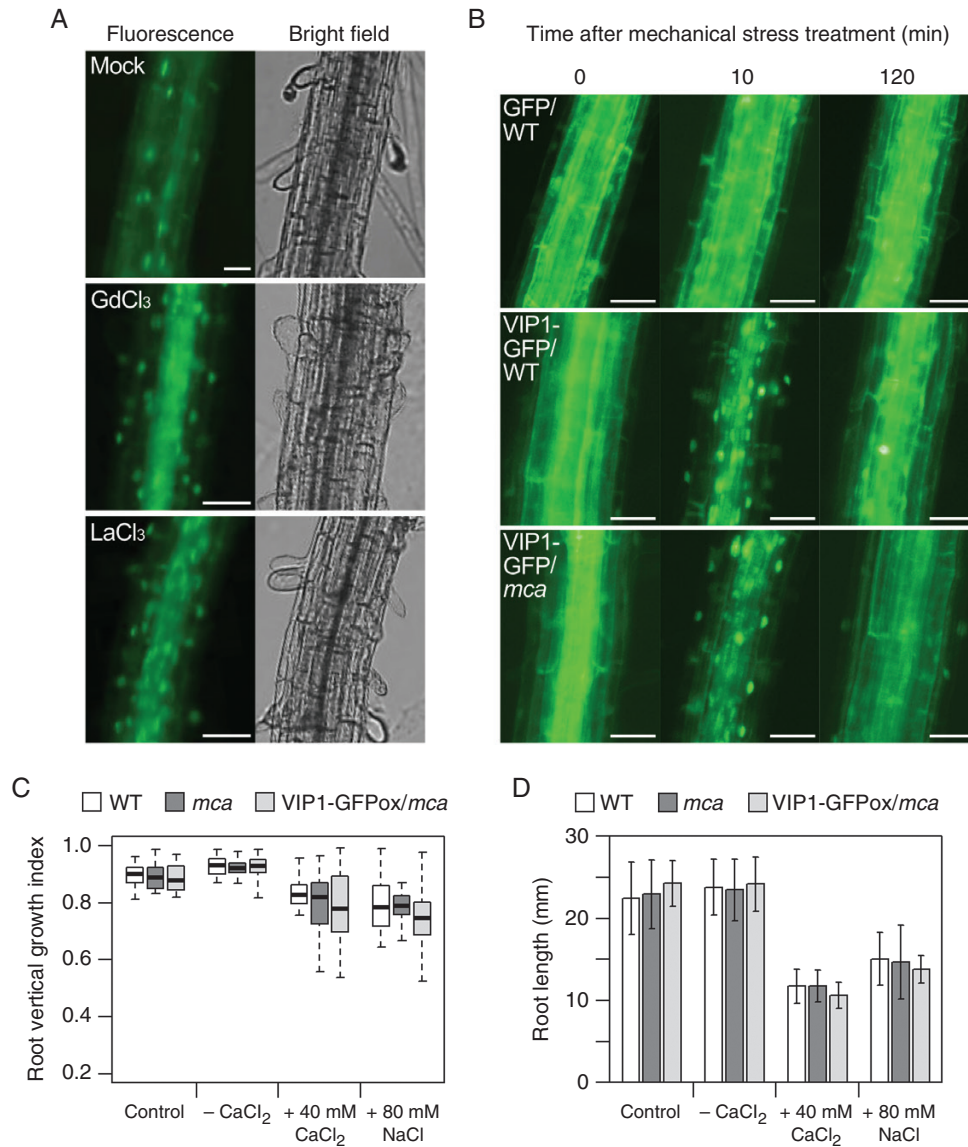 A
Fluorescence Bright field
Mock
GdCl₃
LaCl₃
B
Time after mechanical stress treatment (min)
0 10 120
GFP/
WT
VIP1-
GFP/
WT
VIP1-
GFP/
mca
C
WT mca VIP1-GFPox/mca
Root vertical growth index
1.0
0.8
0.6
0.4
0.2
Control – CaCl₂ + 40 mM + 80 mM
CaCl₂ NaCl
D
WT mca VIP1-GFPox/mca
Root length (mm)
30
20
10
0
Control – CaCl₂ + 40 mM + 80 mM
CaCl₂ NaCl